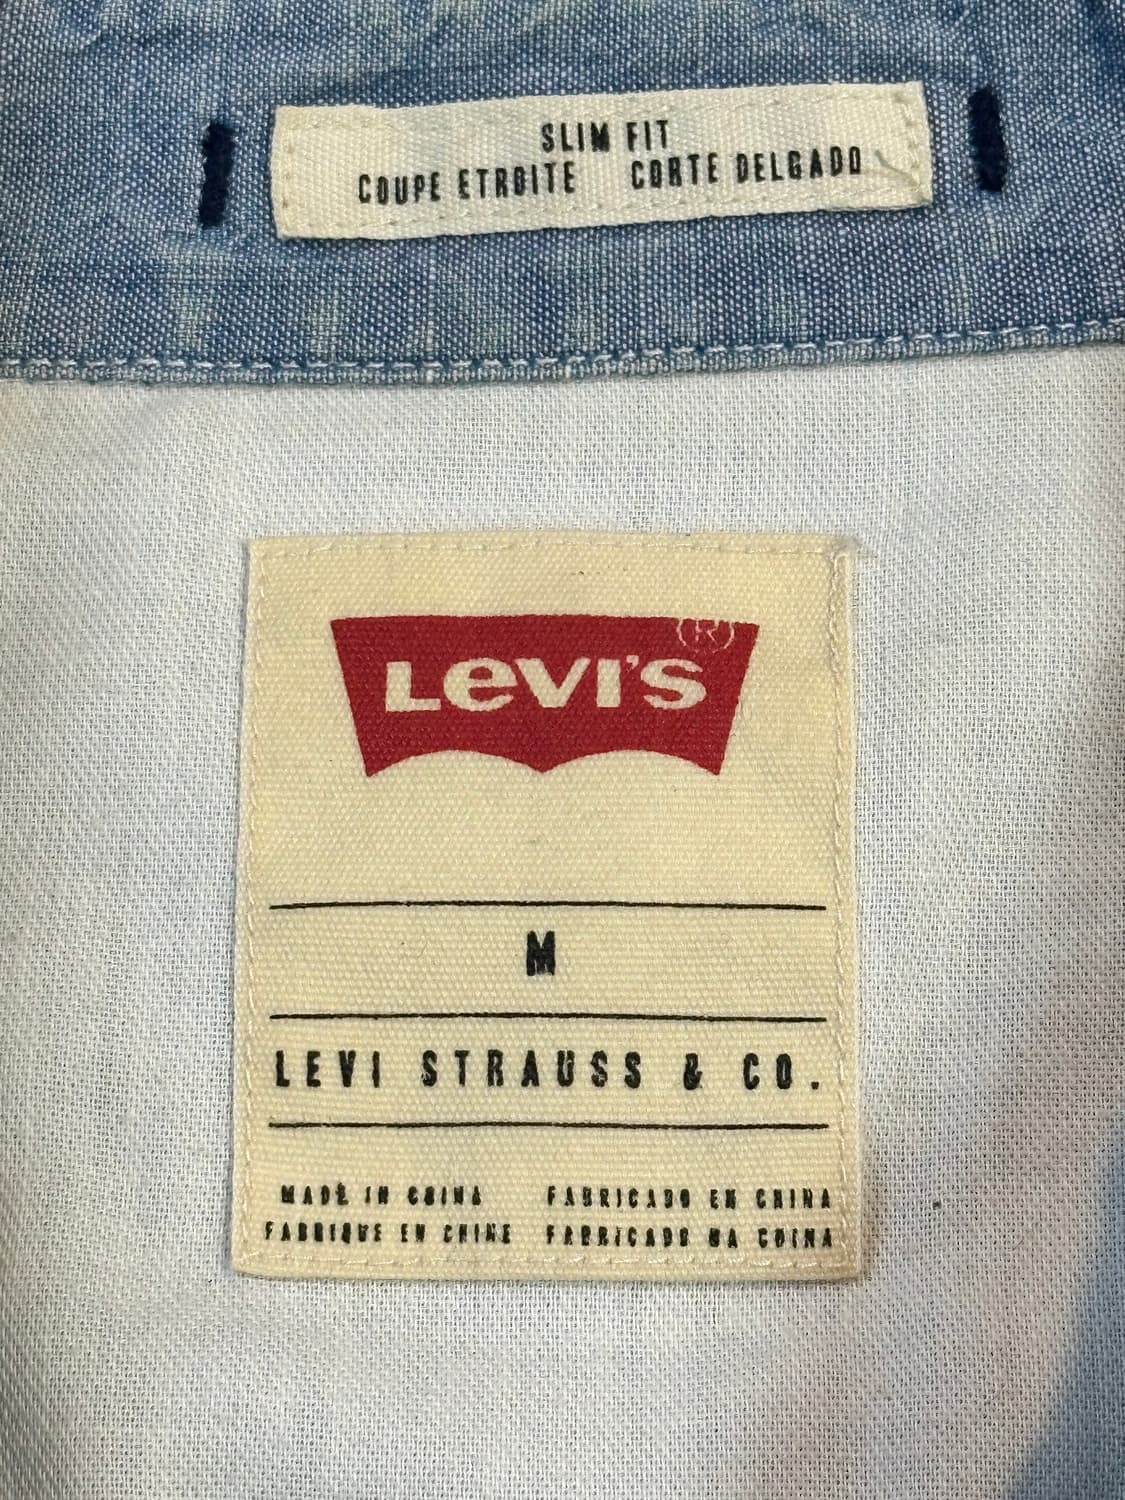 SLIM FIT
COUPE ETROITE CORTE DELGADO
LEVI'S ®
M
LEVI STRAUSS & CO.
MADE IN CHINA FABRICADO EN CHINA
FABRIQUE EN CHINE FABRICADO NA CHINA